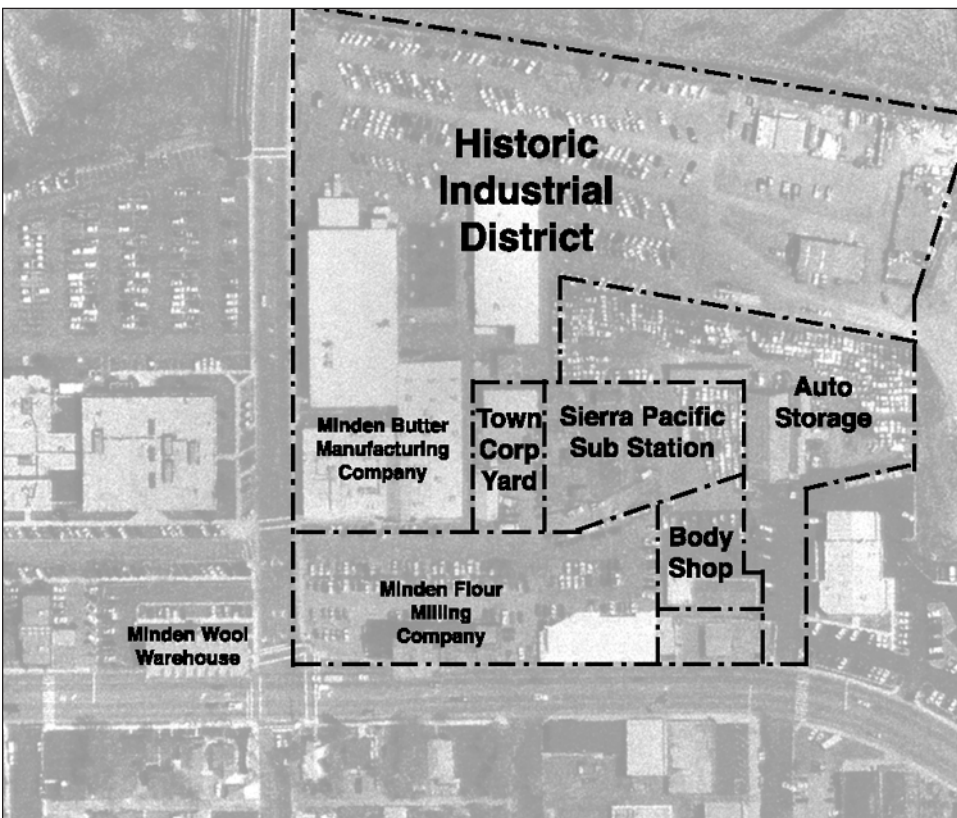 Historic
Industrial
District
Auto
Storage
Minden Butter
Manufacturing
Company
Town
Corp
Yard
Sierra Pacific
Sub Station
Body
Shop
Minden Flour
Milling
Company
Minden Wool
Warehouse